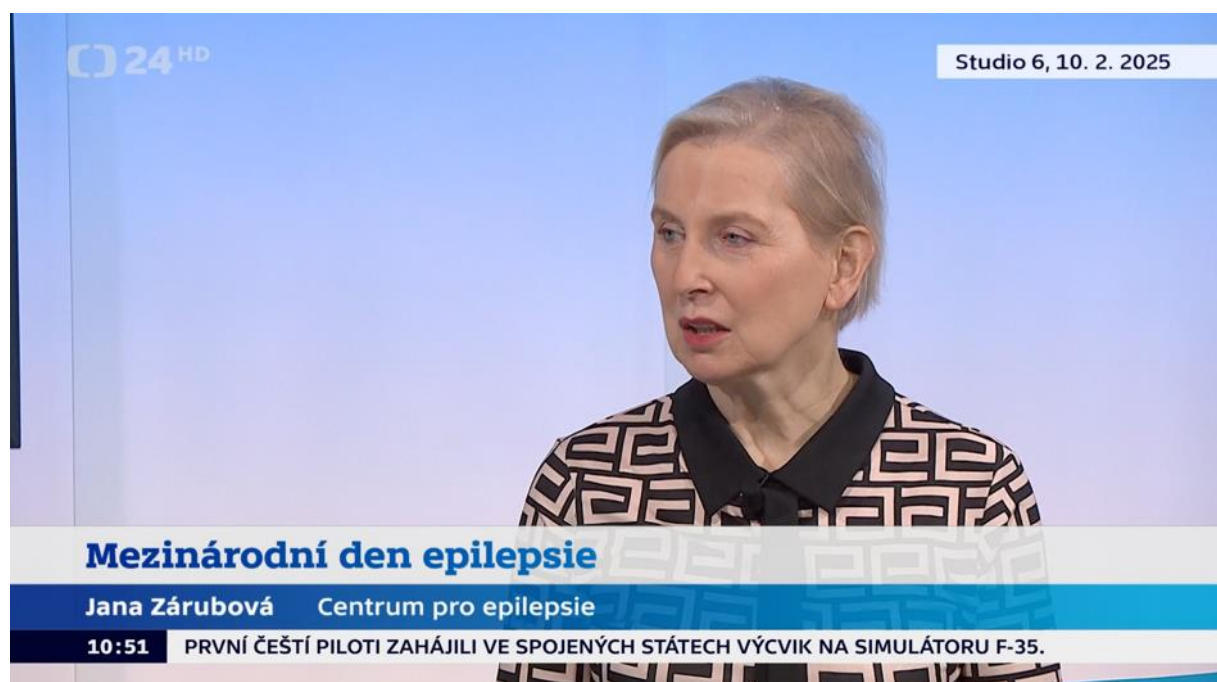 24 HD
Studio 6, 10. 2. 2025
Mezinárodní den epilepsie
Jana Zárubová Centrum pro epilepsie
10:51 PRVNÍ ČEŠTÍ PILOTI ZAHÁJILI VE SPOJENÝCH STÁTECH VÝCVIK NA SIMULÁTORU F-35.